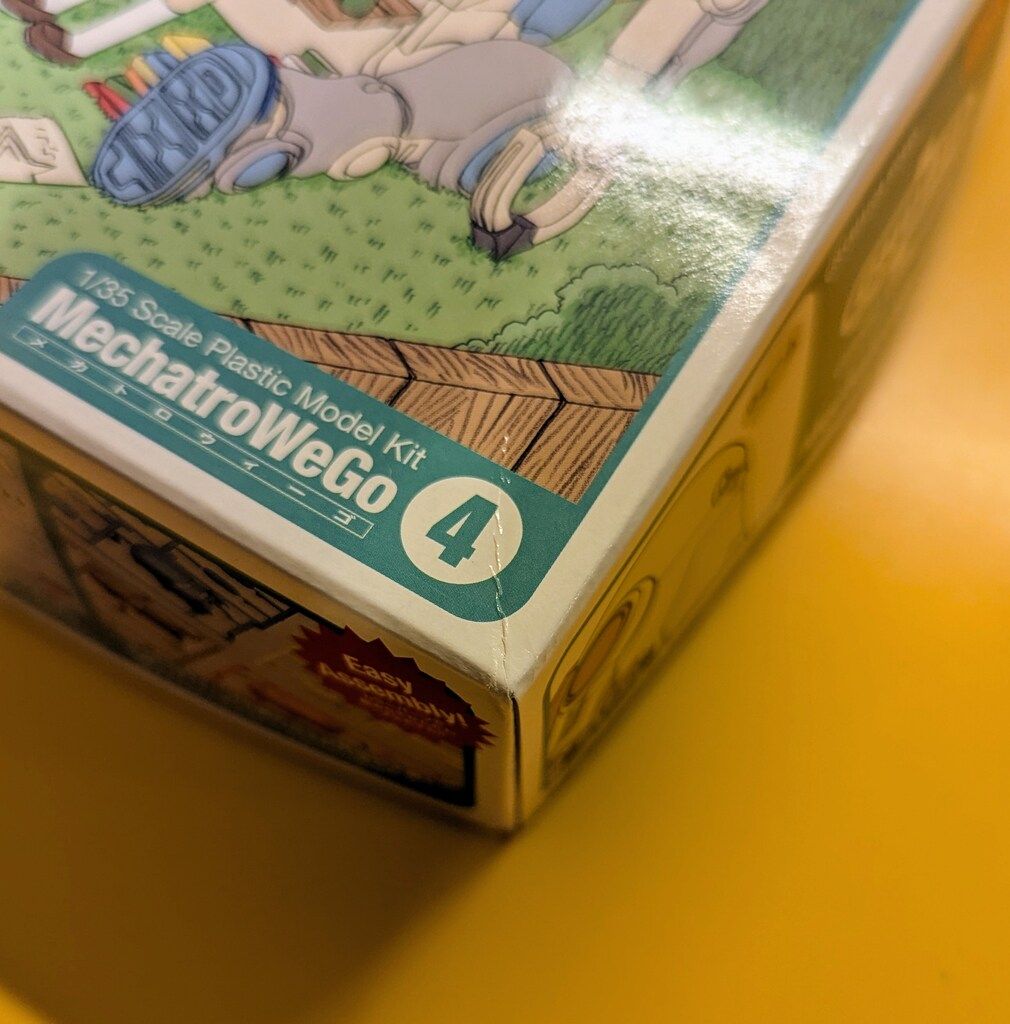 1/35 Scale Plastic Model Kit
MechatroWeGo
メカトロウィーゴ
4
Easy
Assembly!